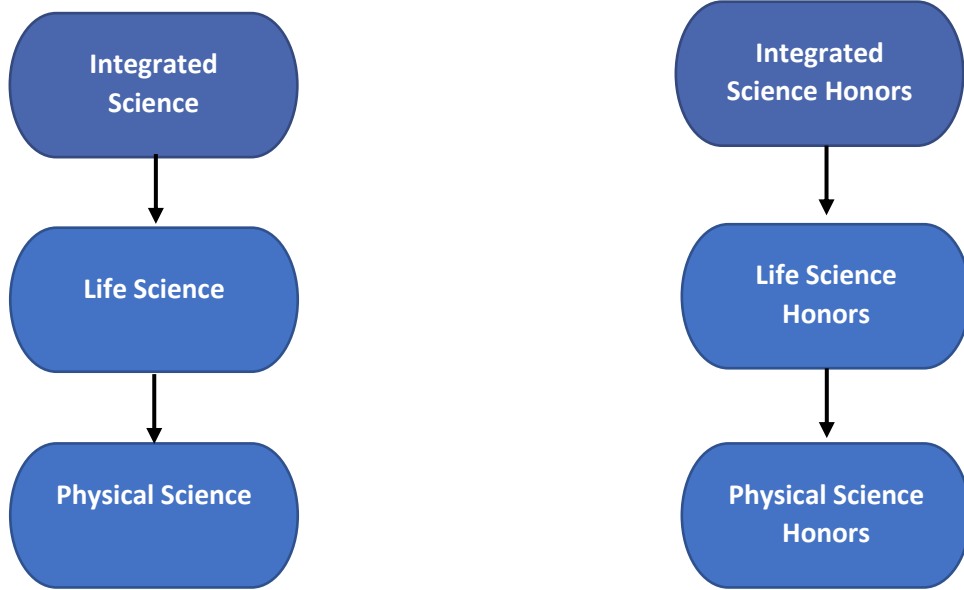 Integrated
Science
Life Science
Physical Science
Integrated
Science Honors
Life Science
Honors
Physical Science
Honors